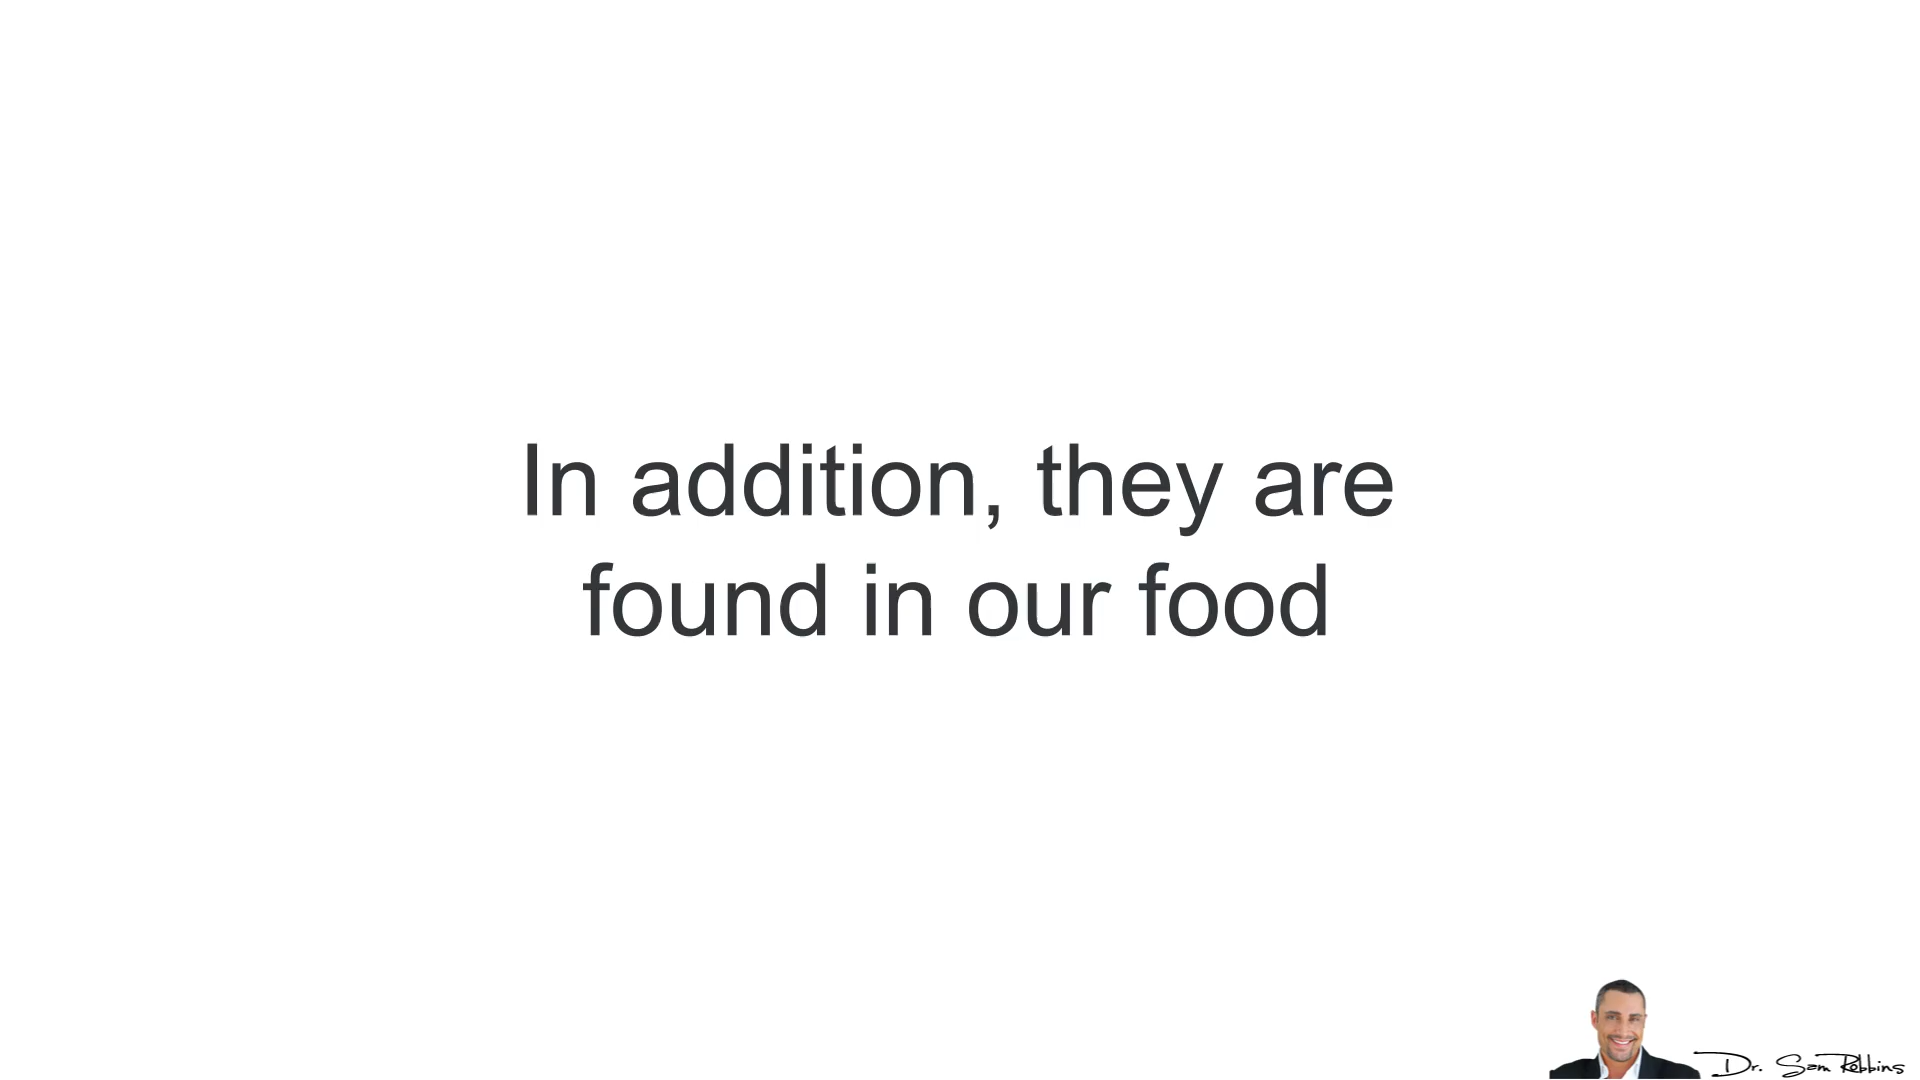 In addition, they are
found in our food
Dr. Sam Robbins